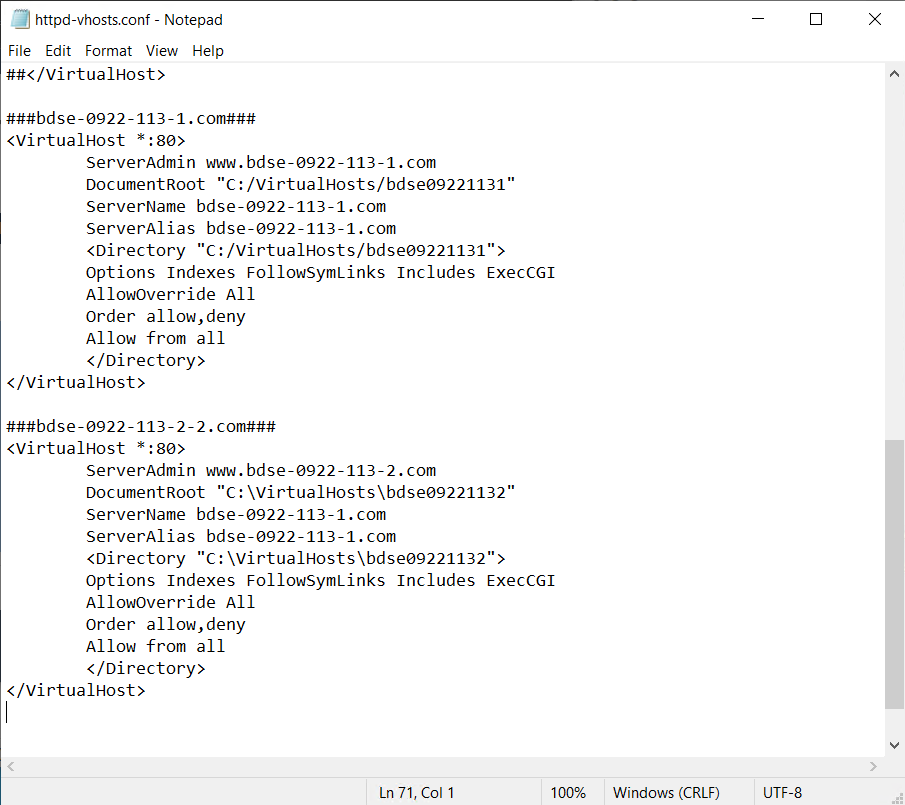 httpd-vhosts.conf - Notepad
File Edit Format View Help
##</VirtualHost>
###bdse-0922-113-1.com###
<VirtualHost *:80>
ServerAdmin www.bdse-0922-113-1.com
DocumentRoot "C:/VirtualHosts/bdse09221131"
ServerName bdse-0922-113-1.com
ServerAlias bdse-0922-113-1.com
<Directory "C:/VirtualHosts/bdse09221131">
Options Indexes FollowSymLinks Includes ExecCGI
AllowOverride All
Order allow,deny
Allow from all
</Directory>
</VirtualHost>
###bdse-0922-113-2-2.com###
<VirtualHost *:80>
ServerAdmin www.bdse-0922-113-2.com
DocumentRoot "C:\VirtualHosts\bdse09221132"
ServerName bdse-0922-113-1.com
ServerAlias bdse-0922-113-1.com
<Directory "C:\VirtualHosts\bdse09221132">
Options Indexes FollowSymLinks Includes ExecCGI
AllowOverride All
Order allow,deny
Allow from all
</Directory>
</VirtualHost>
Ln 71, Col 1 100% Windows (CRLF) UTF-8